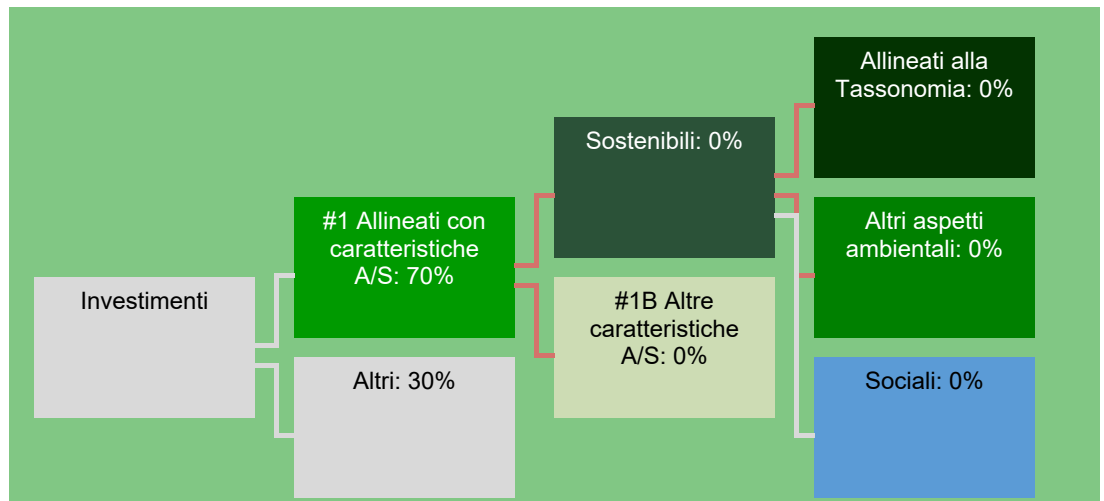 Investimenti
#1 Allineati con
caratteristiche
A/S: 70%
Altri: 30%
Sostenibili: 0%
#1B Altre
caratteristiche
A/S: 0%
Allineati alla
Tassonomia: 0%
Altri aspetti
ambientali: 0%
Sociali: 0%